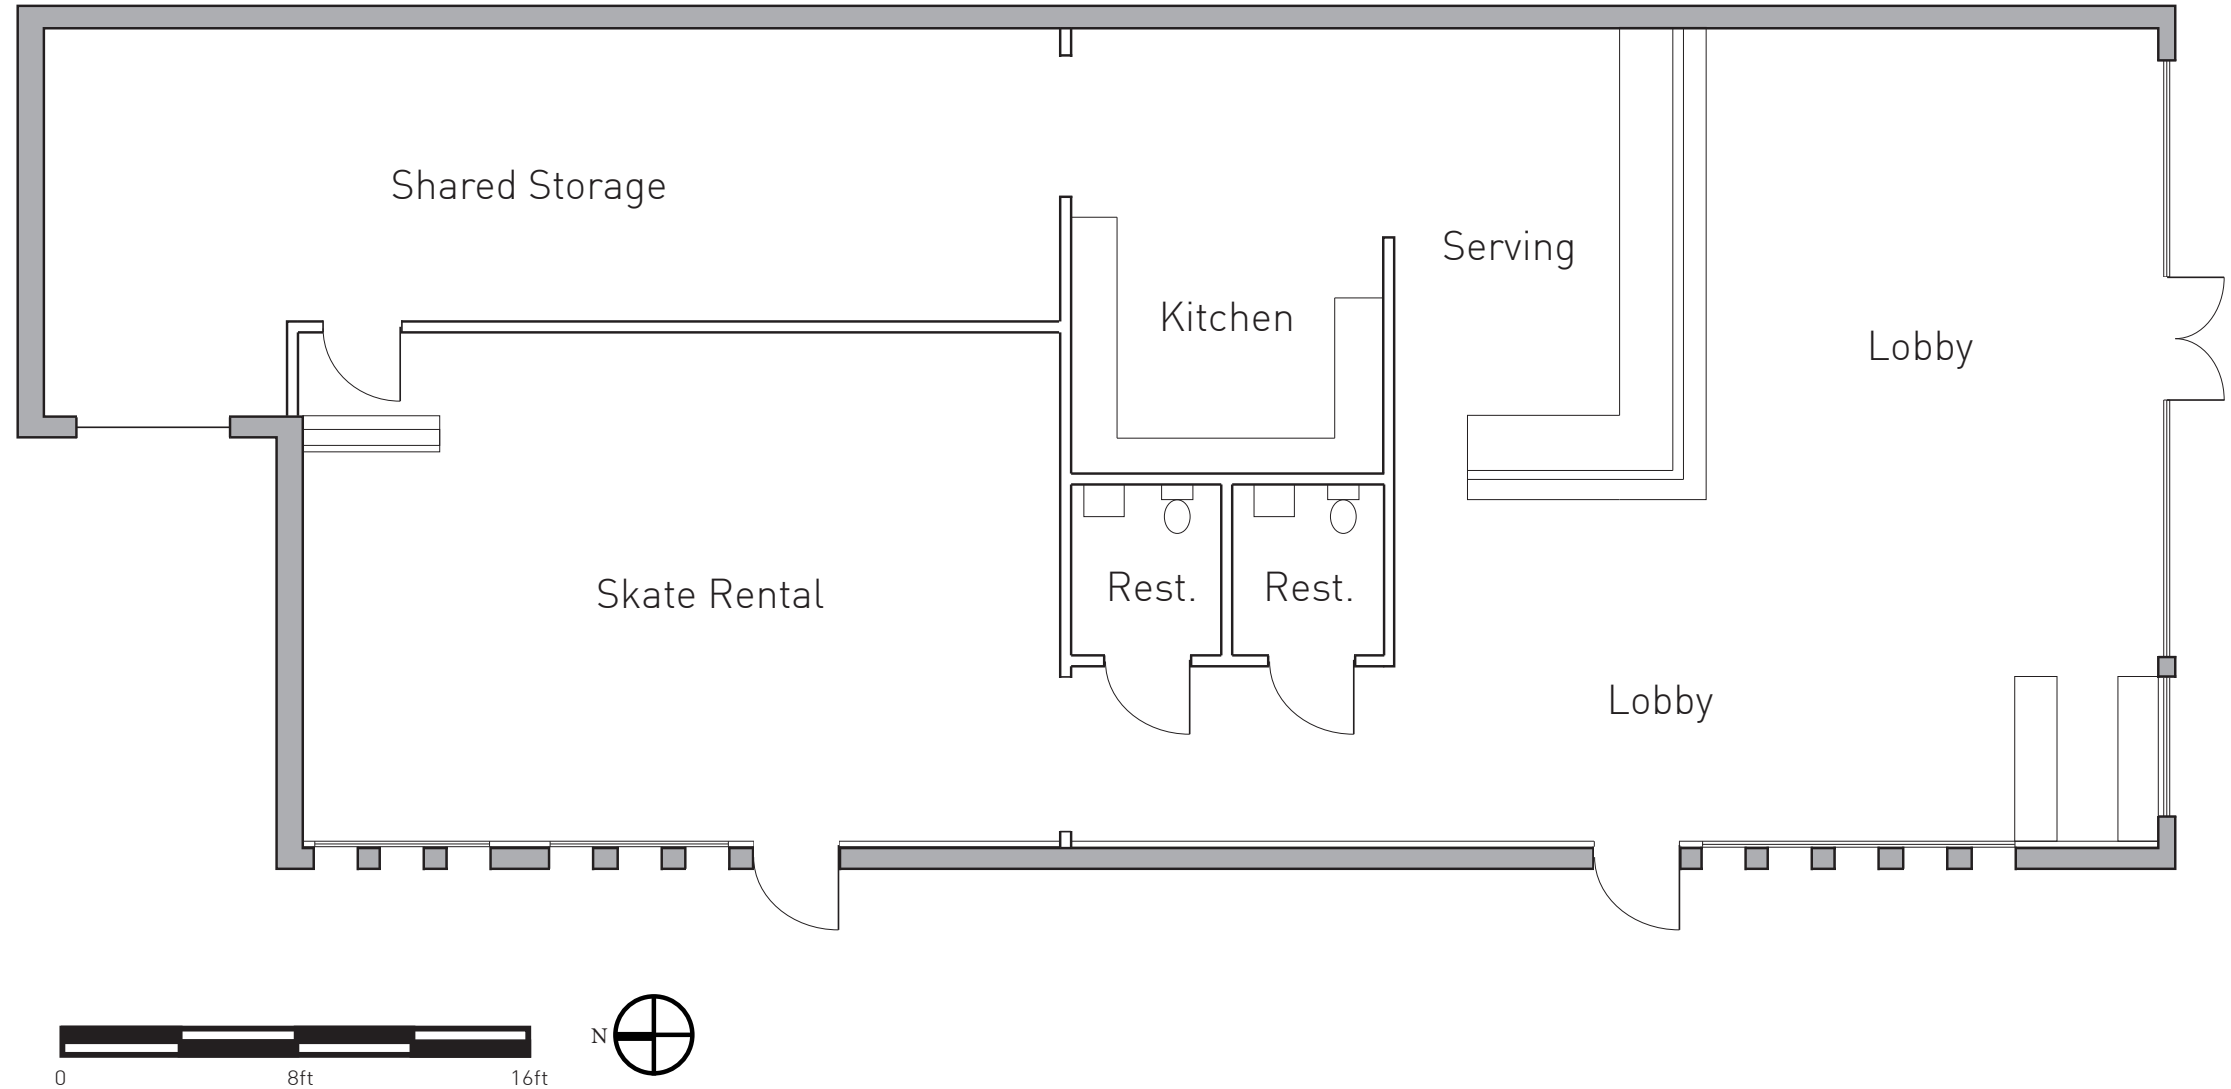 Shared Storage
Serving
Kitchen
Lobby
Skate Rental
Rest.
Rest.
Lobby
N
0
8ft
16ft